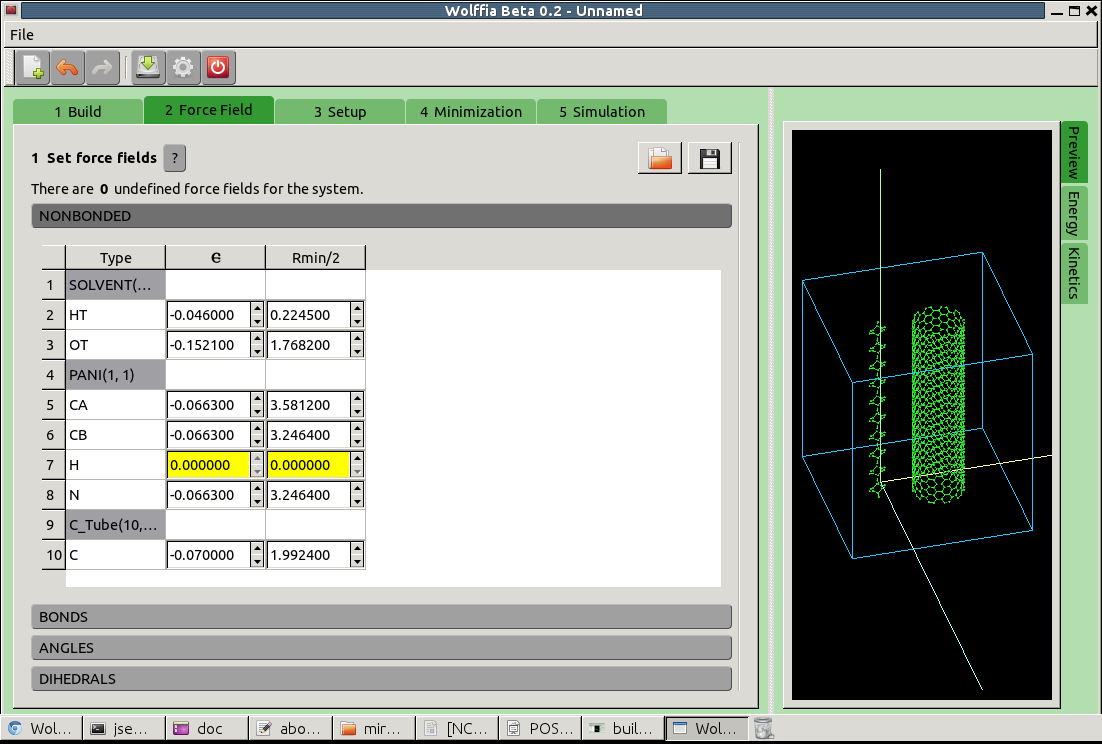 Wolffia Beta 0.2 - Unnamed
File
1 Build
2 Force Field
3 Setup
4 Minimization
5 Simulation
1 Set force fields ?
There are 0 undefined force fields for the system.
NONBONDED
Type ϵ Rmin/2
1 SOLVENT(...
2 HT -0.046000 0.224500
3 OT -0.152100 1.768200
4 PANI(1, 1)
5 CA -0.066300 3.581200
6 CB -0.066300 3.246400
7 H 0.000000 0.000000
8 N -0.066300 3.246400
9 C_Tube(10,...
10 C -0.070000 1.992400
BONDS
ANGLES
DIHEDRALS
Preview
Energy
Kinetics
Wol...
jse...
doc
abo...
mir...
[NC...
POS...
buil...
Wol...